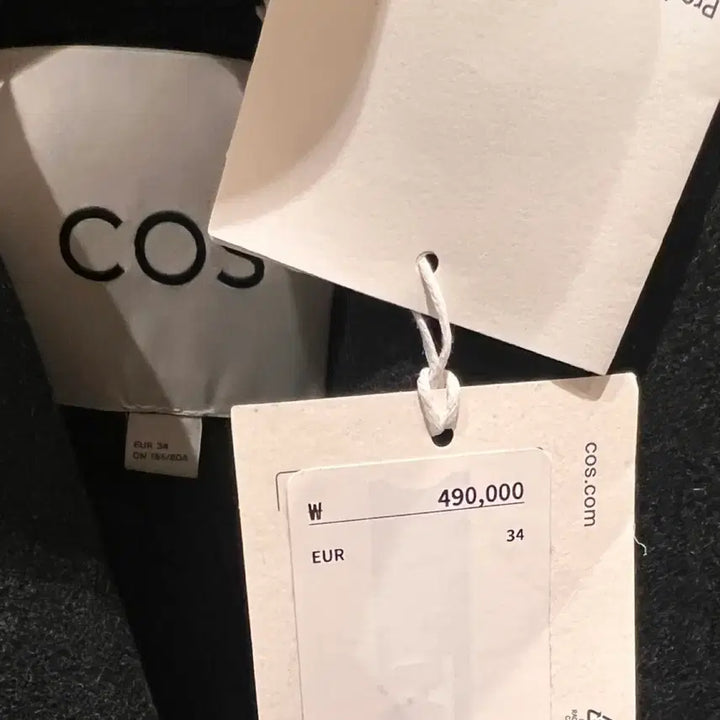 COS
EUR 34
₩ 490,000
EUR 34
cos.com